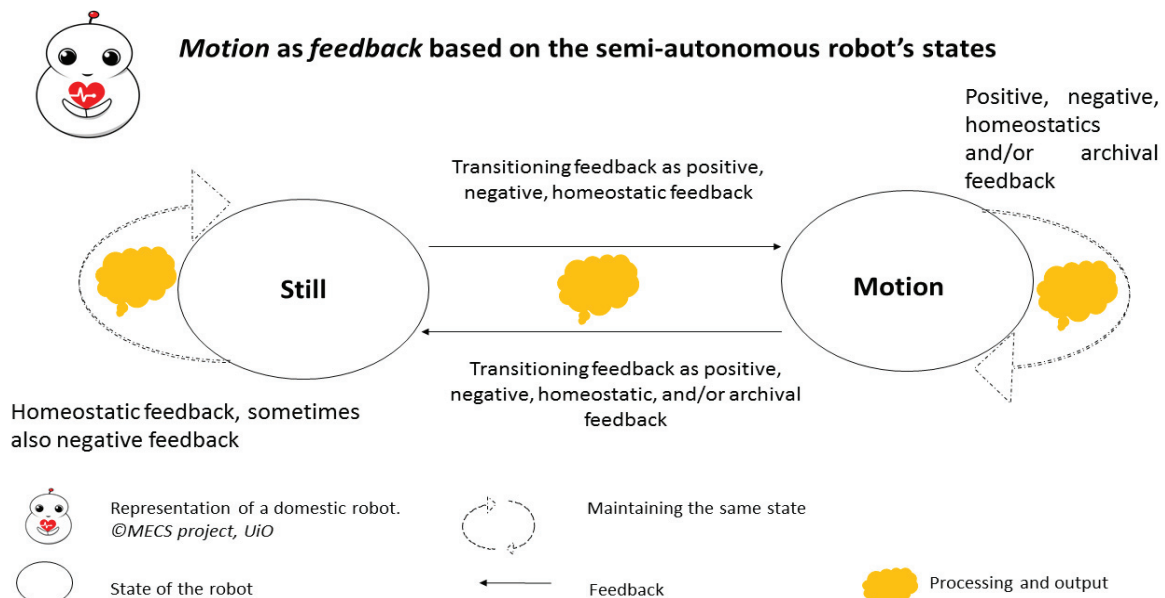 Motion as feedback based on the semi-autonomous robot's states
Positive, negative,
homeostatics
and/or archival
feedback
Transitioning feedback as positive,
negative, homeostatic feedback
Still
Motion
Transitioning feedback as positive,
negative, homeostatic, and/or archival
feedback
Homeostatic feedback, sometimes
also negative feedback
Representation of a domestic robot.
©MECS project, UiO
Maintaining the same state
State of the robot
Feedback
Processing and output